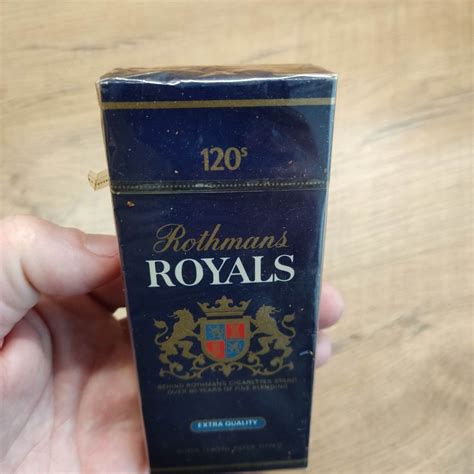 120s
Rothmans
ROYALS
BEHIND ROTHMANS CIGARETTES STAND
OVER 90 YEARS OF FINE BLENDING
EXTRA QUALITY